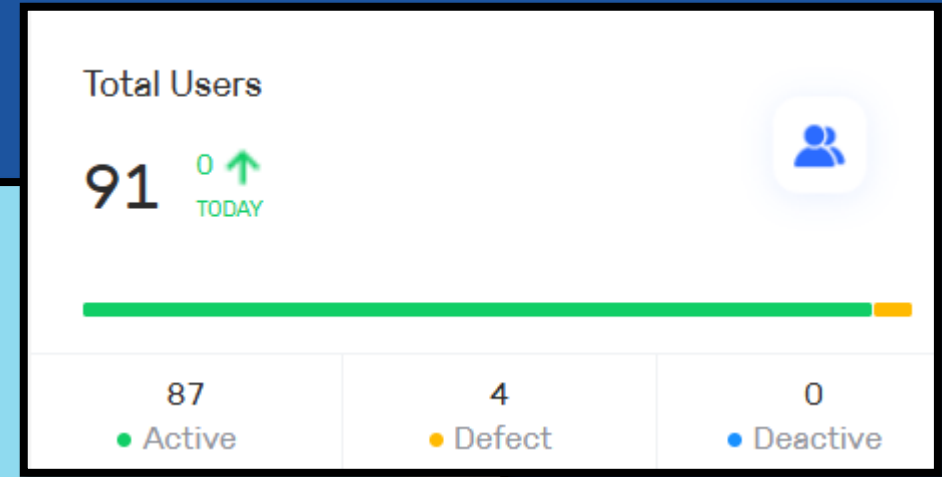 Total Users
91
0
TODAY
87
Active
4
Defect
0
Deactive